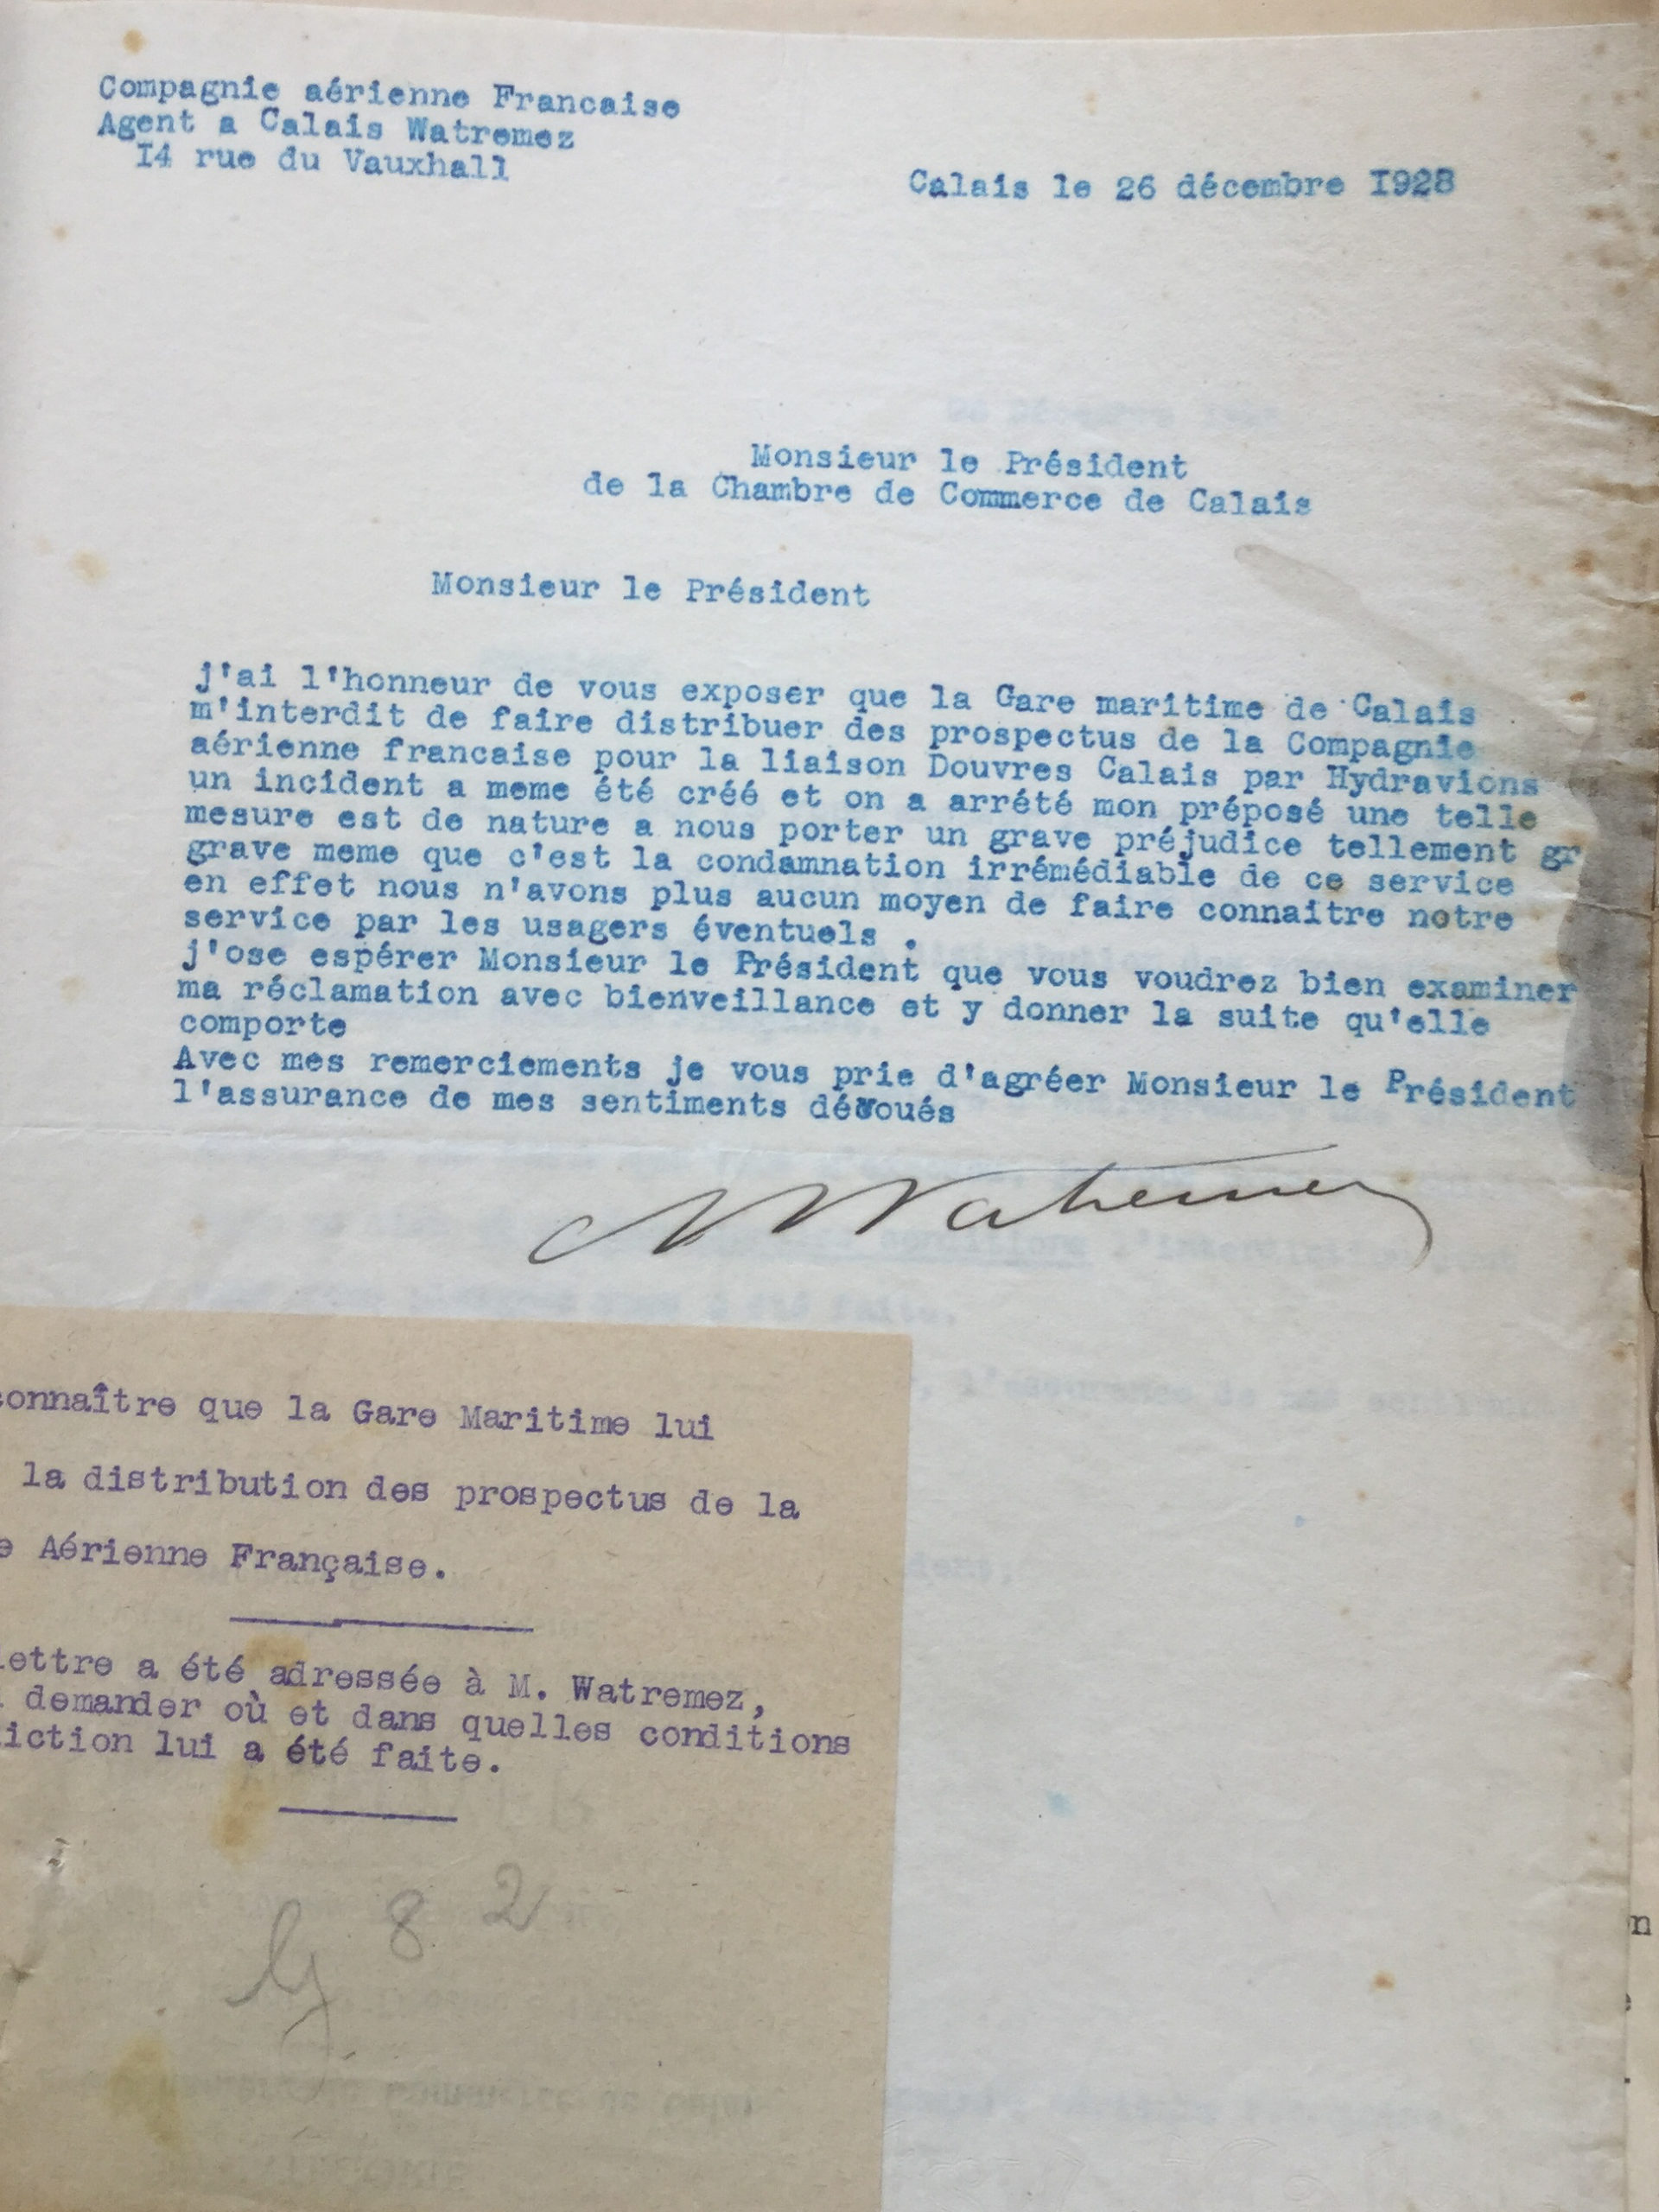 Compagnie aérienne Francaise
Agent a Calais Watremez
I4 rue du Vauxhall
Calais le 26 décembre I928
Monsieur le Président
de la Chambre de Commerce de Calais
Monsieur le Président
j'ai l'honneur de vous exposer que la Gare maritime de Calais
m'interdit de faire distribuer des prospectus de la Compagnie
aérienne francaise pour la liaison Douvres Calais par Hydravions
un incident a meme été créé et on a arrété mon préposé une telle
mesure est de nature a nous porter un grave préjudice tellement gr
grave meme que c'est la condamnation irrémédiable de ce service
en effet nous n'avons plus aucun moyen de faire connaitre notre
service par les usagers éventuels .
j'ose espérer Monsieur le Président que vous voudrez bien examiner
ma réclamation avec bienveillance et y donner la suite qu'elle
comporte
Avec mes remerciements je vous prie d'agréer Monsieur le Président
l'assurance de mes sentiments dévoués
Watremez
connaître que la Gare Maritime lui
la distribution des prospectus de la
e Aérienne Française.
lettre a été adressée à M. Watremez,
demander où et dans quelles conditions
iction lui a été faite.
8 2